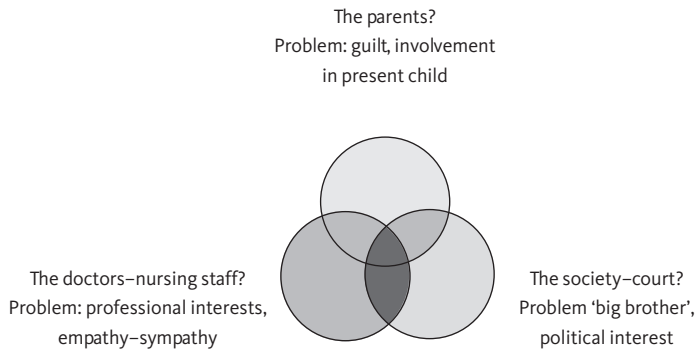 The parents?
Problem: guilt, involvement
in present child
The doctors–nursing staff?
Problem: professional interests,
empathy–sympathy
The society–court?
Problem ‘big brother’,
political interest